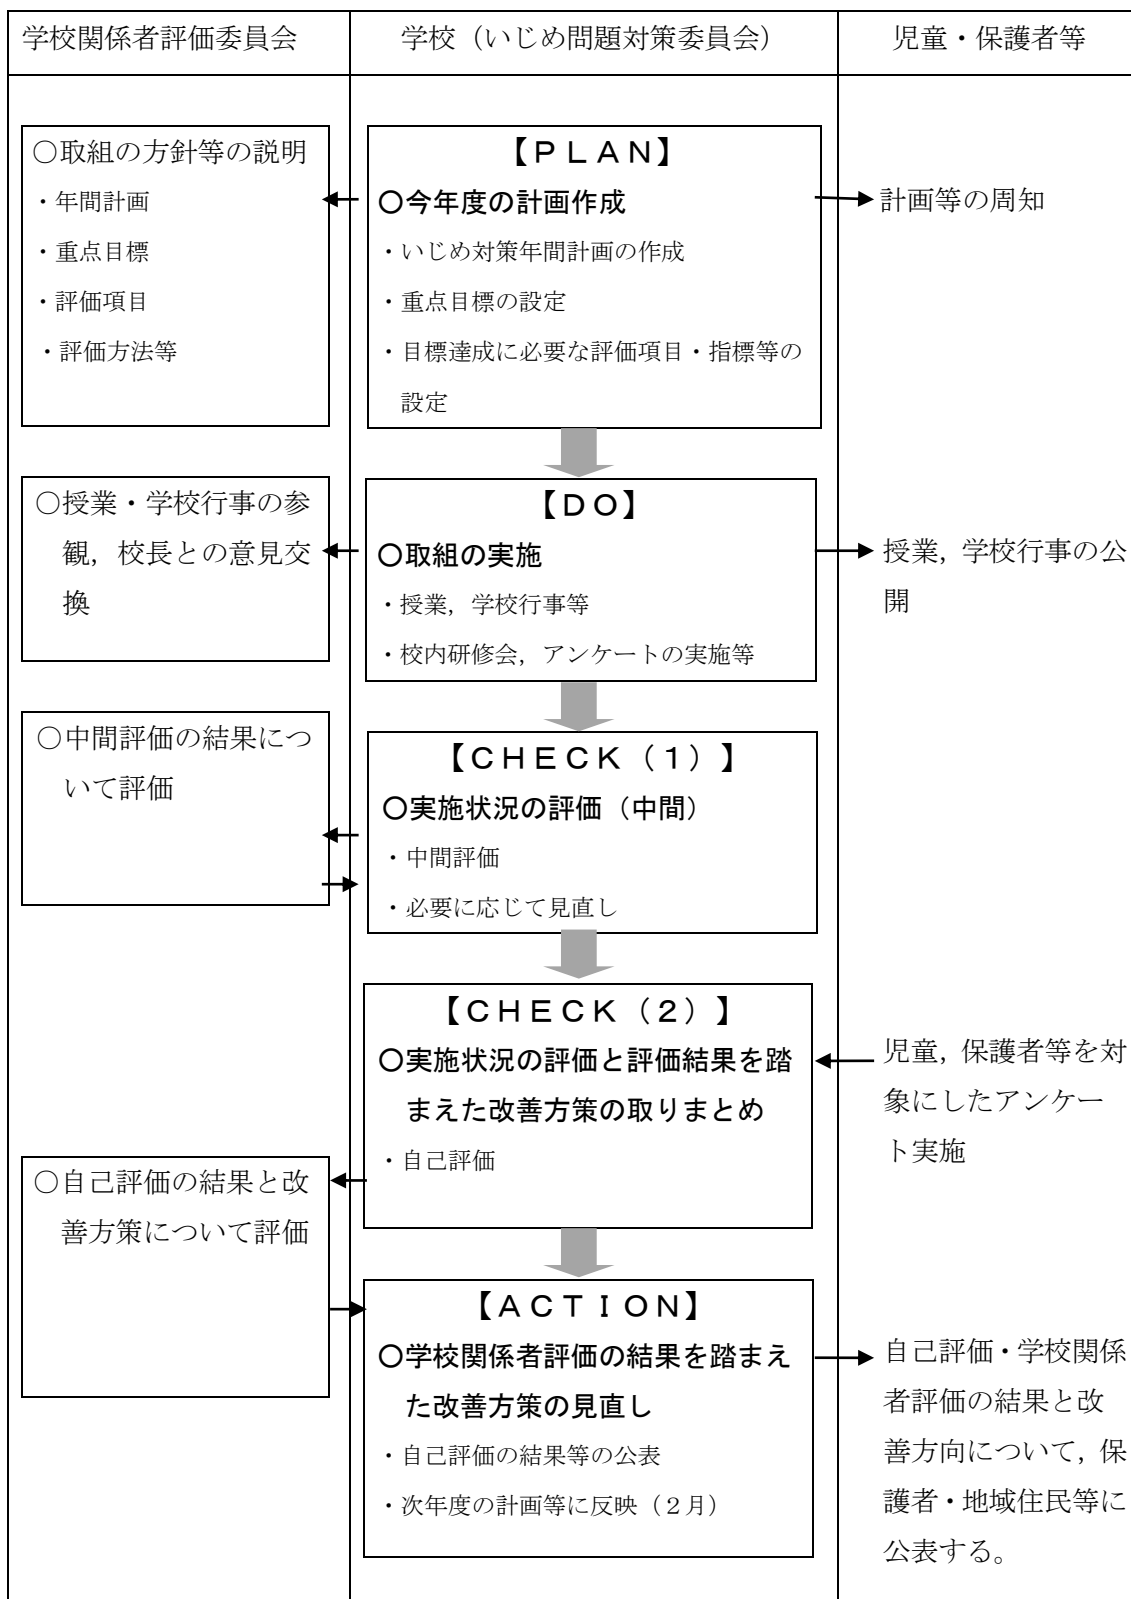 学校関係者評価委員会
学校（いじめ問題対策委員会）
児童・保護者等
○取組の方針等の説明
・年間計画
・重点目標
・評価項目
・評価方法等
【ＰＬＡＮ】
○今年度の計画作成
・いじめ対策年間計画の作成
・重点目標の設定
・目標達成に必要な評価項目・指標等の
設定
計画等の周知
○授業・学校行事の参
観，校長との意見交
換
【ＤＯ】
○取組の実施
・授業，学校行事等
・校内研修会，アンケートの実施等
授業，学校行事の公
開
○中間評価の結果につ
いて評価
【ＣＨＥＣＫ（１）】
○実施状況の評価（中間）
・中間評価
・必要に応じて見直し
【ＣＨＥＣＫ（２）】
○実施状況の評価と評価結果を踏
まえた改善方策の取りまとめ
・自己評価
児童，保護者等を対
象にしたアンケー
ト実施
○自己評価の結果と改
善方策について評価
【ＡＣＴＩＯＮ】
○学校関係者評価の結果を踏まえ
た改善方策の見直し
・自己評価の結果等の公表
・次年度の計画等に反映（２月）
自己評価・学校関係
者評価の結果と改
善方向について，保
護者・地域住民等に
公表する。